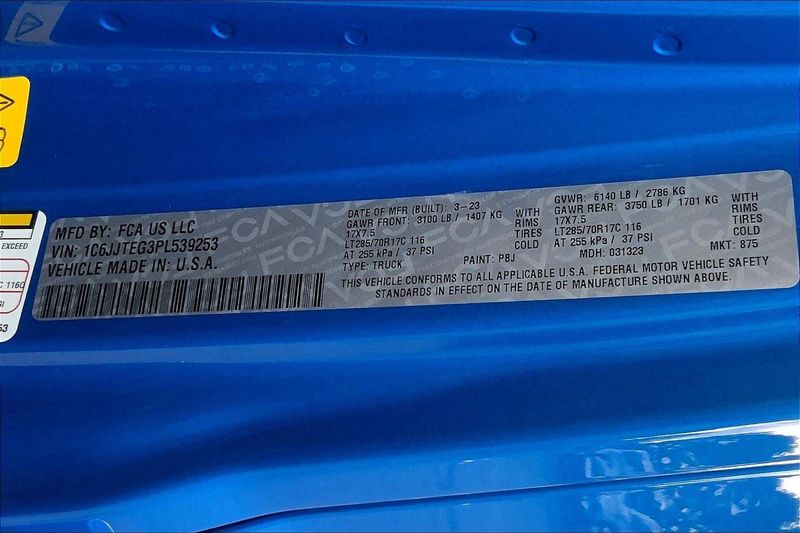 MFD BY: FCA US LLC
VIN: 1C6JJTEG3PL539253
VEHICLE MADE IN: U.S.A.
DATE OF MFR (BUILT): 3-23
GAWR FRONT: 3100 LB / 1407 KG WITH
17X7.5 RIMS
LT285/70R17C 116 TIRES
AT 255 kPa / 37 PSI COLD
TYPE: TRUCK PAINT: PBJ
GVWR: 6140 LB / 2786 KG
GAWR REAR: 3750 LB / 1701 KG WITH
17X7.5 RIMS
LT285/70R17C 116 TIRES
AT 255 kPa / 37 PSI COLD
MDH: 031323 MKT: 875
THIS VEHICLE CONFORMS TO ALL APPLICABLE U.S.A. FEDERAL MOTOR VEHICLE SAFETY
STANDARDS IN EFFECT ON THE DATE OF MANUFACTURE SHOWN ABOVE.
EXCEED
C 116Q
SI
53